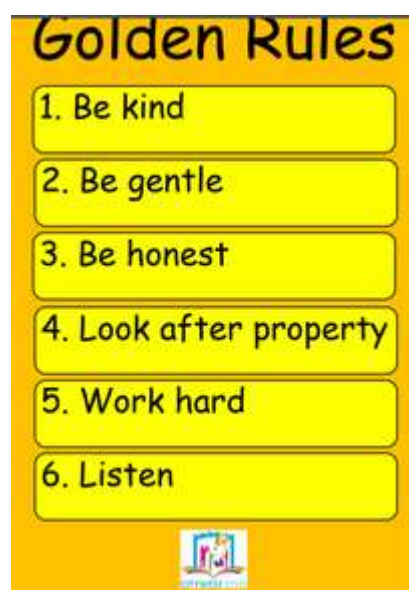 Golden Rules
1. Be kind
2. Be gentle
3. Be honest
4. Look after property
5. Work hard
6. Listen